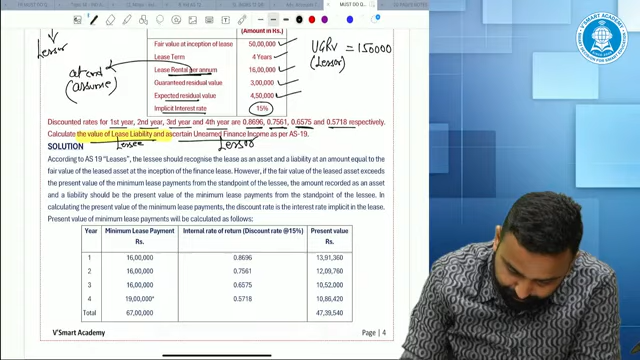 MUST DO Q...
(Amount in Rs.)
Lessor
Fair value at inception of lease 50,00,000
UGRV = 150000
(Lessor)
Lease Term 4 Years
at end
(assume)
Lease Rental per annum 16,00,000
Guaranteed residual value 3,00,000
Expected residual value 4,50,000
Implicit Interest rate 15%
Discounted rates for 1st year, 2nd year, 3rd year and 4th year are 0.8696, 0.7561, 0.6575 and 0.5718 respectively.
Calculate the value of Lease Liability and ascertain Unearned Finance Income as per AS-19.
Lessee Lessor
SOLUTION
According to AS 19 "Leases", the lessee should recognise the lease as an asset and a liability at an amount equal to the
fair value of the leased asset at the inception of the finance lease. However, if the fair value of the leased asset exceeds
the present value of the minimum lease payments from the standpoint of the lessee, the amount recorded as an asset
and a liability should be the present value of the minimum lease payments from the standpoint of the lessee. In
calculating the present value of the minimum lease payments, the discount rate is the interest rate implicit in the lease.
Present value of minimum lease payments will be calculated as follows:
Year Minimum Lease Payment Rs. Internal rate of return (Discount rate @15%) Present value Rs.
1 16,00,000 0.8696 13,91,360
2 16,00,000 0.7561 12,09,760
3 16,00,000 0.6575 10,52,000
4 19,00,000* 0.5718 10,86,420
Total 67,00,000 47,39,540
V'Smart Academy Page | 4